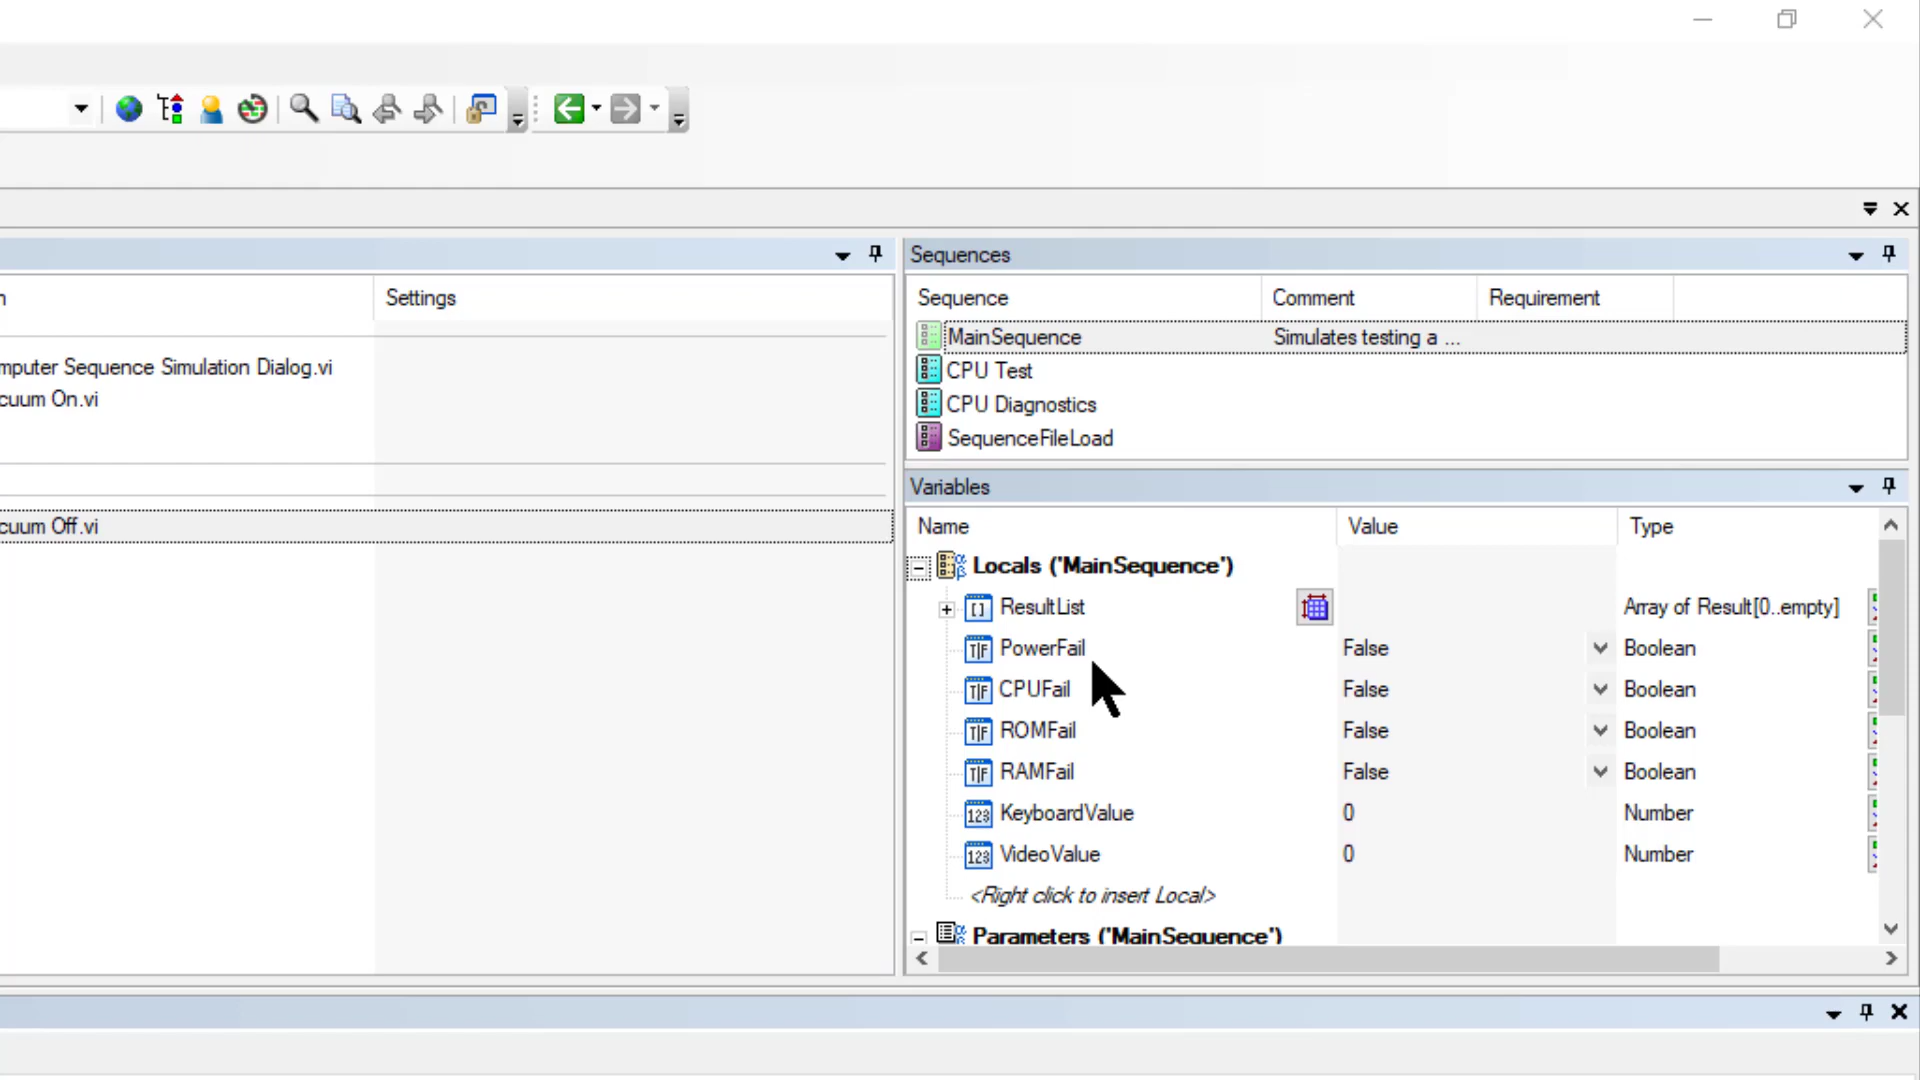 Settings
mputer Sequence Simulation Dialog.vi
cuum On.vi
cuum Off.vi
Sequences
Sequence Comment Requirement
MainSequence Simulates testing a ...
CPU Test
CPU Diagnostics
SequenceFileLoad
Variables
Name Value Type
Locals ('MainSequence')
ResultList Array of Result[0..empty]
PowerFail False Boolean
CPUFail False Boolean
ROMFail False Boolean
RAMFail False Boolean
KeyboardValue 0 Number
VideoValue 0 Number
<Right click to insert Local>
Parameters ('MainSequence')